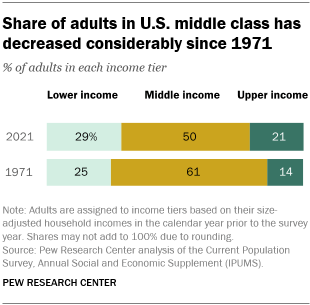 Share of adults in U.S. middle class has
decreased considerably since 1971
% of adults in each income tier
Lower income Middle income Upper income
2021 29% 50 21
1971 25 61 14
Note: Adults are assigned to income tiers based on their size-
adjusted household incomes in the calendar year prior to the survey
year. Shares may not add to 100% due to rounding.
Source: Pew Research Center analysis of the Current Population
Survey, Annual Social and Economic Supplement (IPUMS).
PEW RESEARCH CENTER